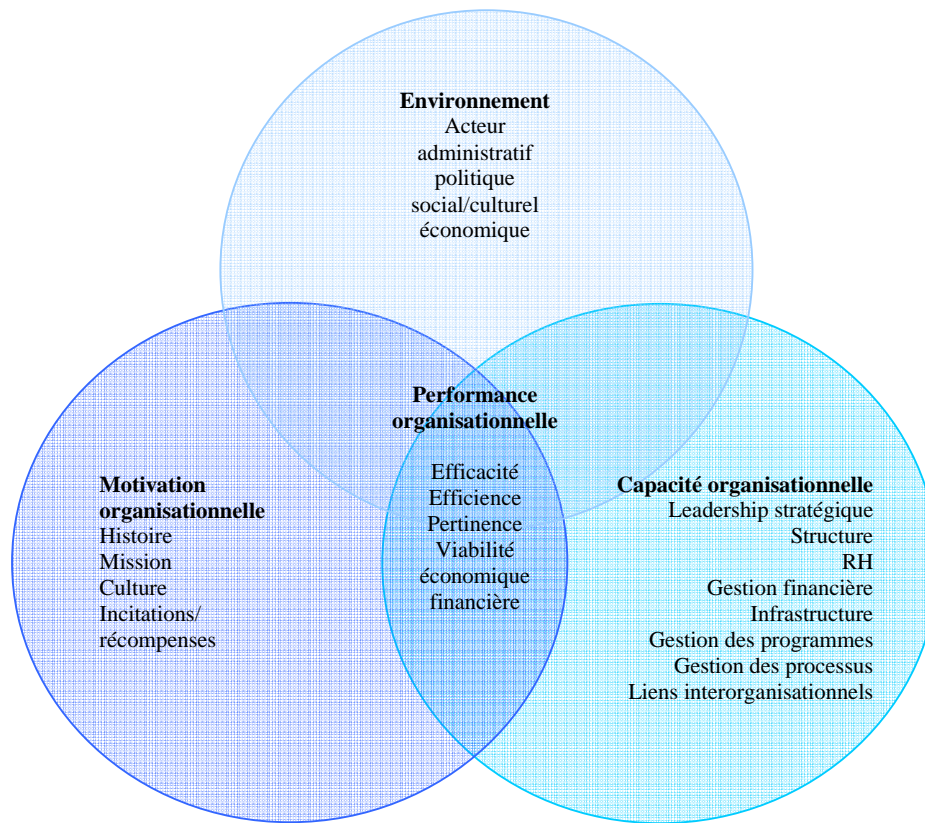 Environnement
Acteur
administratif
politique
social/culturel
économique
Performance
organisationnelle
Efficacité
Efficience
Pertinence
Viabilité
économique
financière
Motivation
organisationnelle
Histoire
Mission
Culture
Incitations/
récompenses
Capacité organisationnelle
Leadership stratégique
Structure
RH
Gestion financière
Infrastructure
Gestion des programmes
Gestion des processus
Liens interorganisationnels